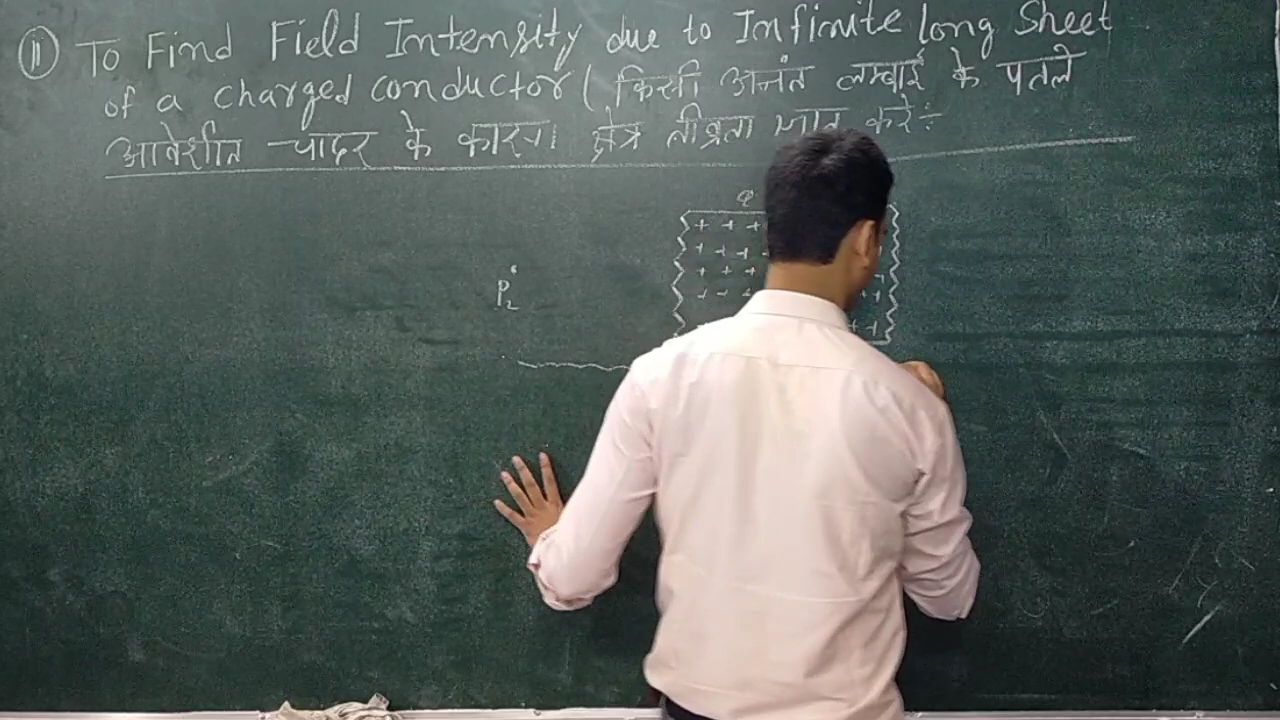 (ii) To Find Field Intensity due to Infinite long Sheet
of a charged conductor (किसी अनंत लम्बाई के पतले
आवेशीत चादर के कारण क्षेत्र तीव्रता ज्ञात करें÷
+ + +
+ + +
+ + +
+ + +
P2